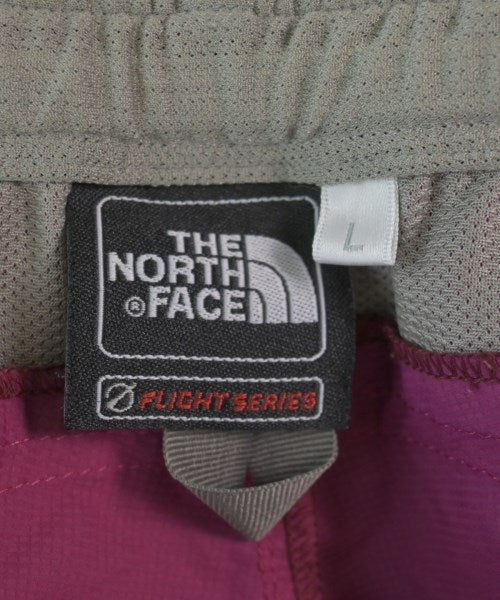 THE
NORTH
® FACE
FLIGHT SERIES
L